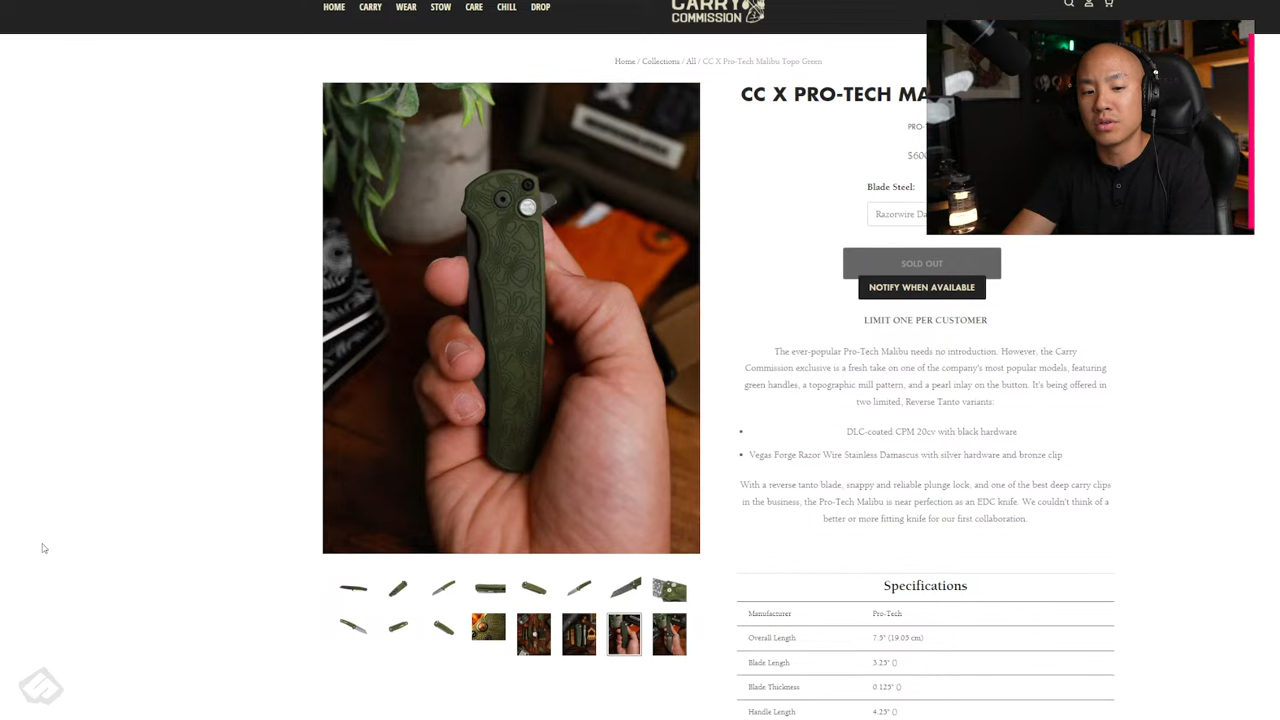 HOME CARRY WEAR STOW CARE CHILL DROP
CARRY
COMMISSION
Home / Collections / All / CC X Pro-Tech Malibu Topo Green
CC X PRO-TECH MA
PRO-
$600
Blade Steel:
Razorwire Da
SOLD OUT
NOTIFY WHEN AVAILABLE
LIMIT ONE PER CUSTOMER
The ever-popular Pro-Tech Malibu needs no introduction. However, the Carry
Commission exclusive is a fresh take on one of the company's most popular models, featuring
green handles, a topographic mill pattern, and a pearl inlay on the button. It's being offered in
two limited, Reverse Tanto variants:
DLC-coated CPM 20cv with black hardware
Vegas Forge Razor Wire Stainless Damascus with silver hardware and bronze clip
With a reverse tanto blade, snappy and reliable plunge lock, and one of the best deep carry clips
in the business, the Pro-Tech Malibu is near perfection as an EDC knife. We couldn't think of a
better or more fitting knife for our first collaboration.
Specifications
Manufacturer Pro-Tech
Overall Length 7.5" (19.05 cm)
Blade Length 3.25" ()
Blade Thickness 0.125" ()
Handle Length 4.25" ()